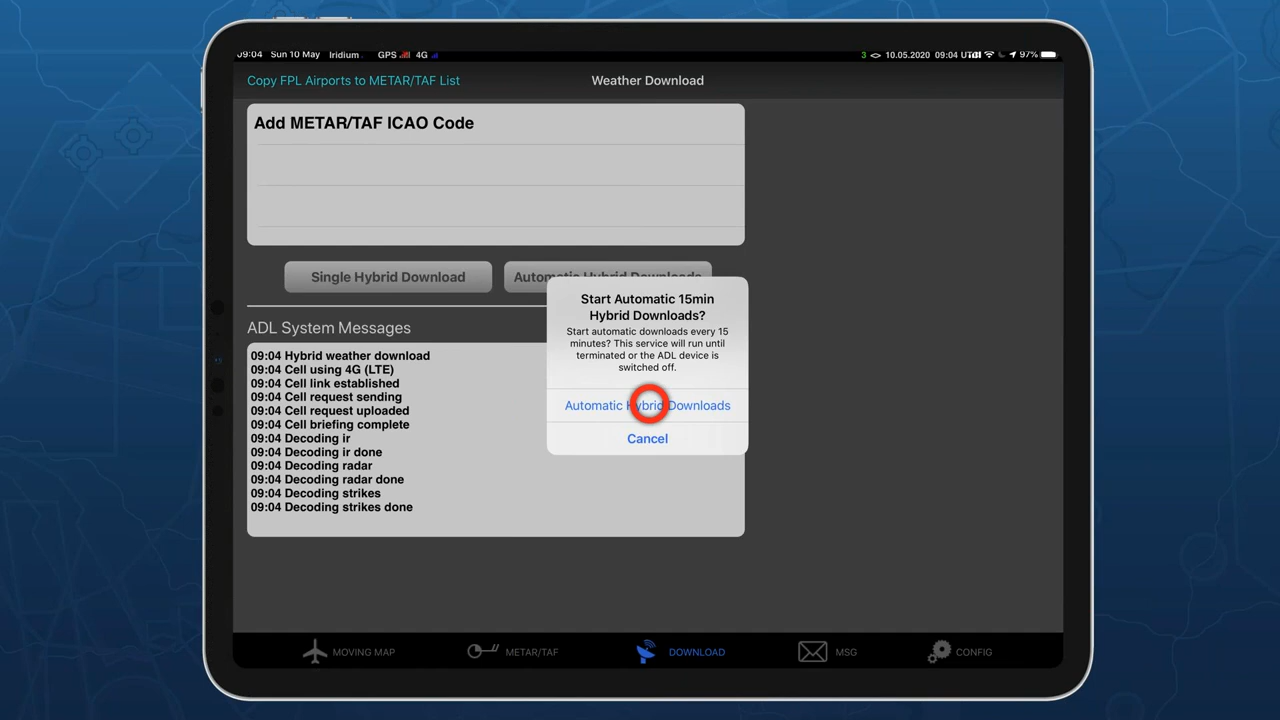 09:04 Sun 10 May Iridium GPS 4G 3 10.05.2020 09:04 97%
Copy FPL Airports to METAR/TAF List
Weather Download
Add METAR/TAF ICAO Code
Single Hybrid Download
Automatic Hybrid Downloads
Start Automatic 15min
Hybrid Downloads?
Start automatic downloads every 15
minutes? This service will run until
terminated or the ADL device is
switched off.
Automatic Hybrid Downloads
Cancel
ADL System Messages
09:04 Hybrid weather download
09:04 Cell using 4G (LTE)
09:04 Cell link established
09:04 Cell request sending
09:04 Cell request uploaded
09:04 Cell briefing complete
09:04 Decoding ir
09:04 Decoding ir done
09:04 Decoding radar
09:04 Decoding radar done
09:04 Decoding strikes
09:04 Decoding strikes done
MOVING MAP METAR/TAF DOWNLOAD MSG CONFIG